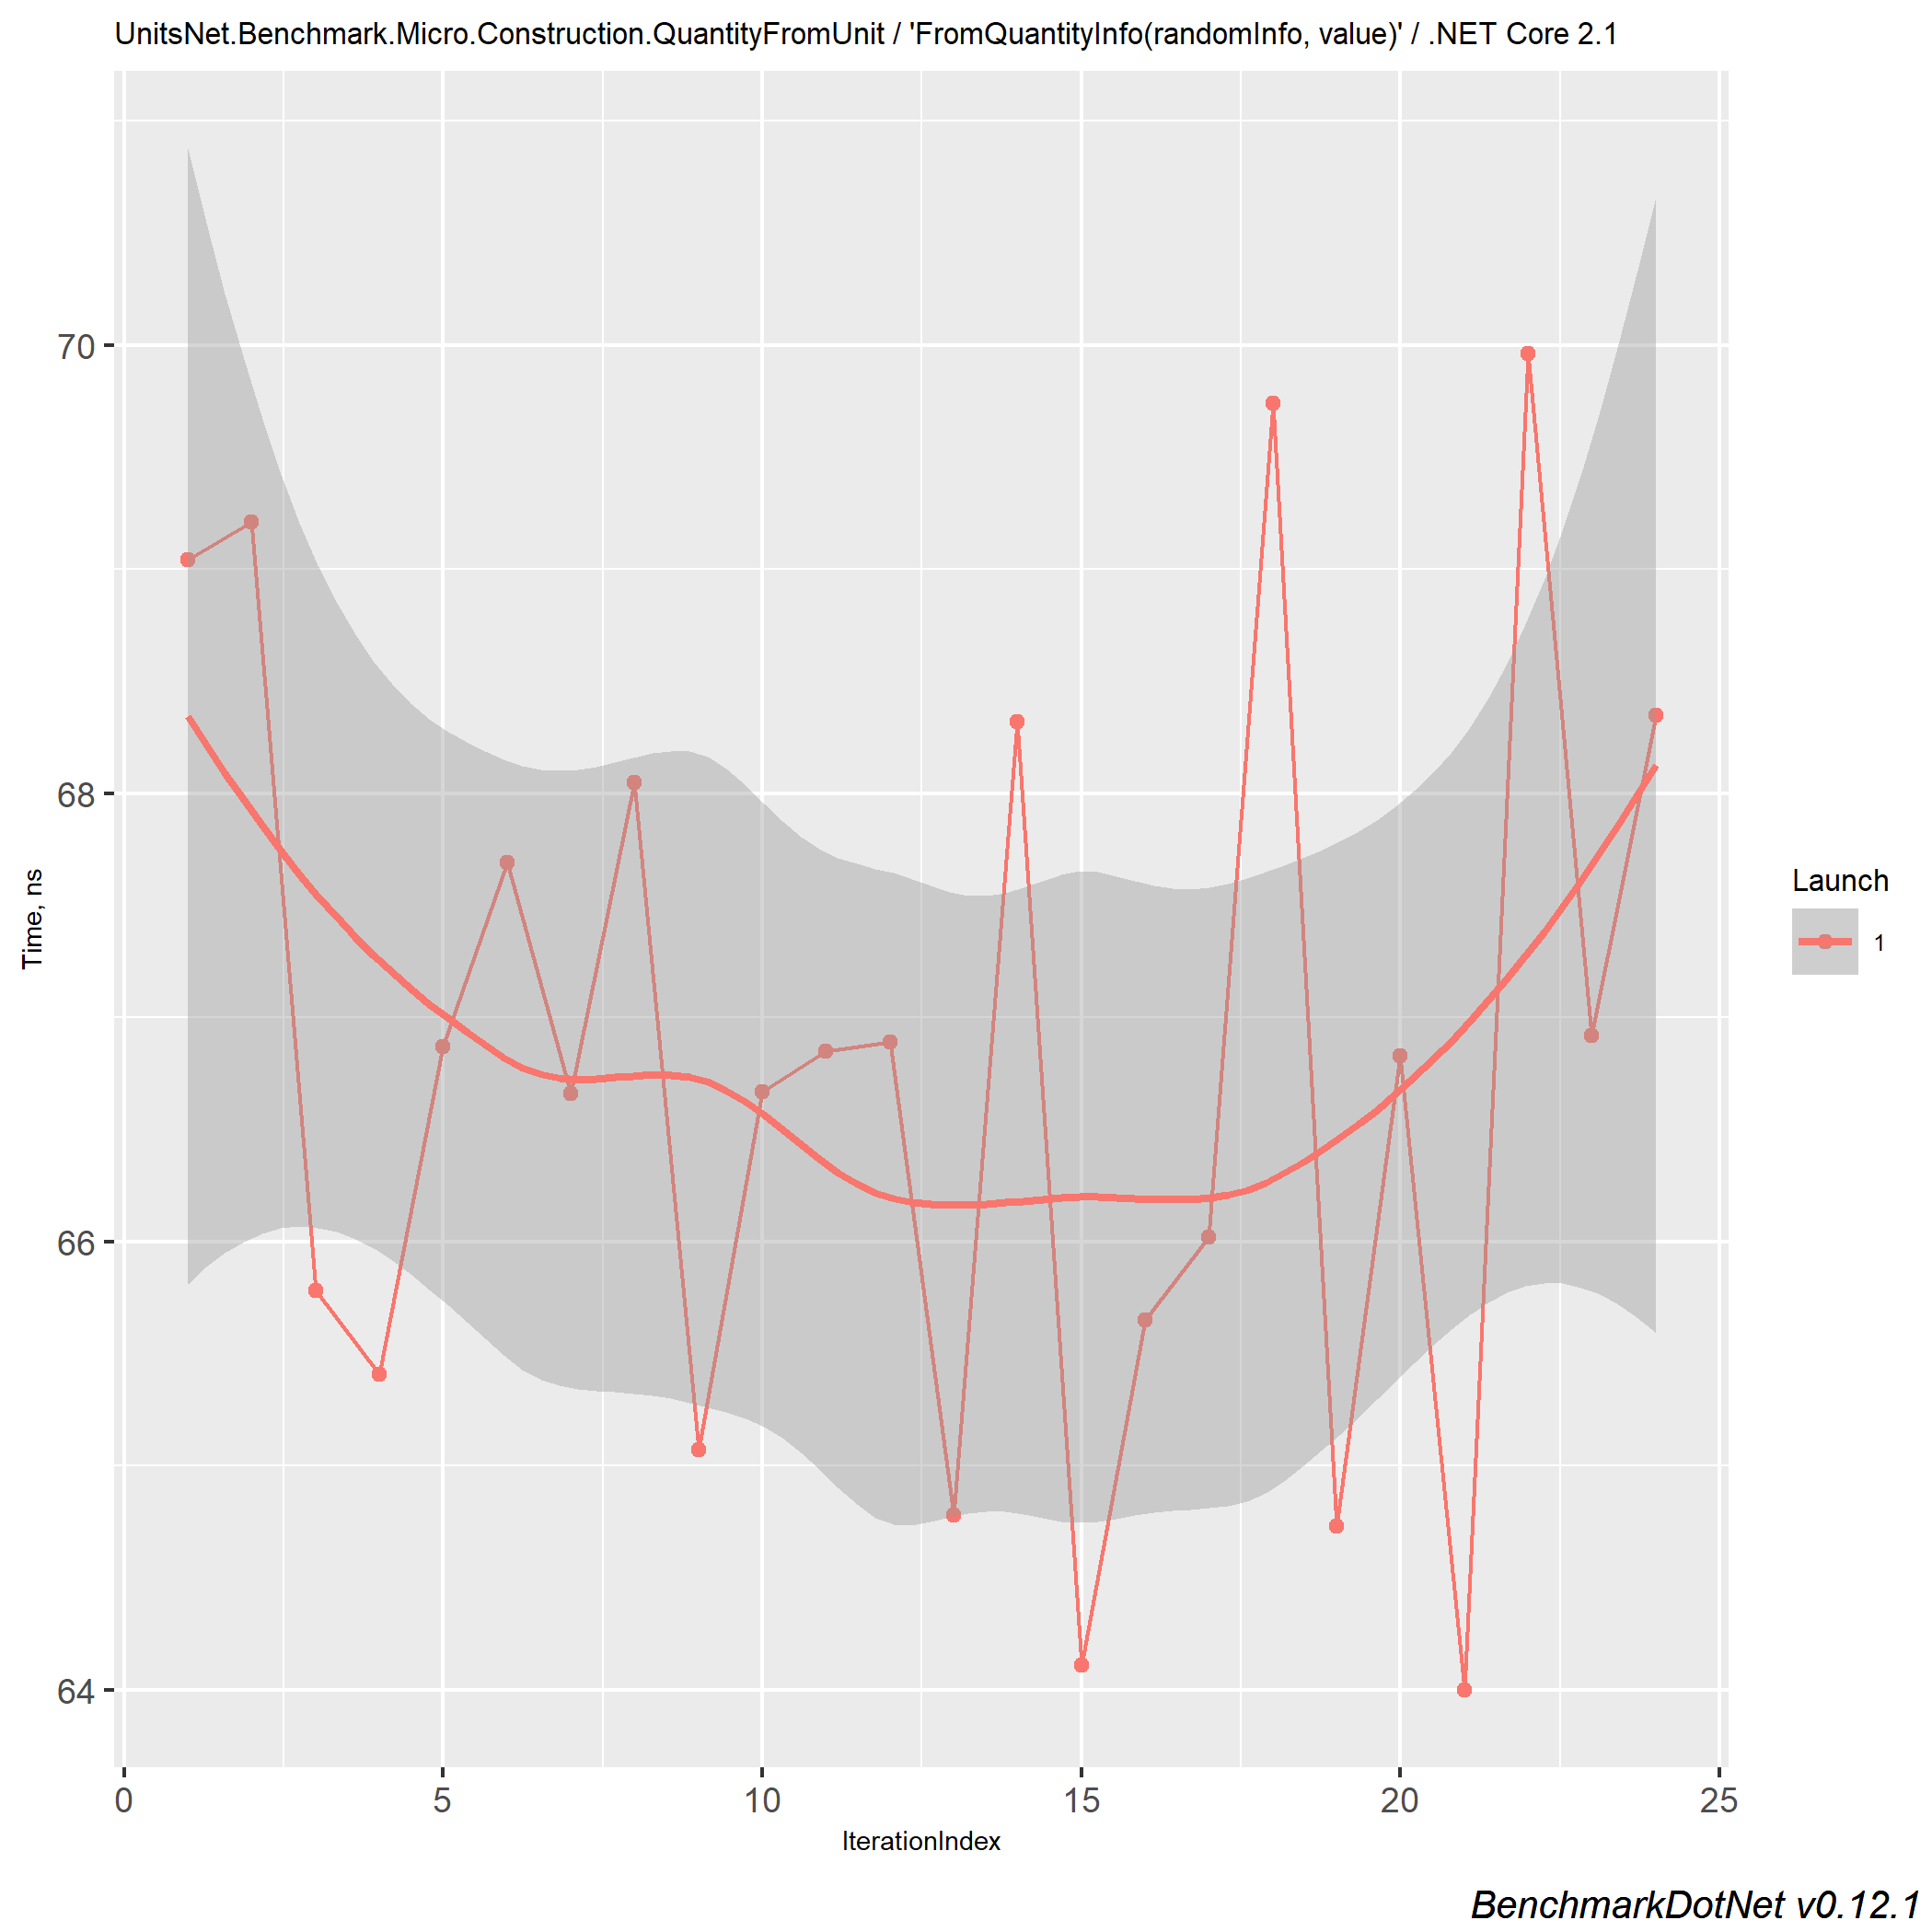 UnitsNet.Benchmark.Micro.Construction.QuantityFromUnit / 'FromQuantityInfo(randomInfo, value)' / .NET Core 2.1
70
68
66
64
Time, ns
0 5 10 15 20 25
IterationIndex
Launch
1
BenchmarkDotNet v0.12.1